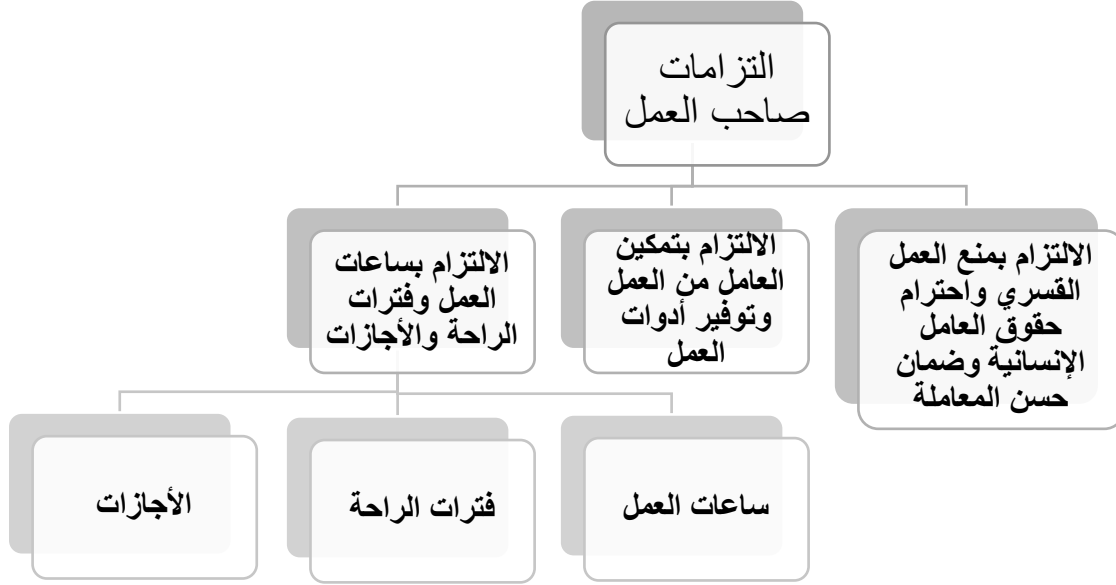 التزامات
صاحب العمل
الالتزام بمنع العمل
القسري واحترام
حقوق العامل
الإنسانية وضمان
حسن المعاملة
الالتزام بتمكين
العامل من العمل
وتوفير أدوات
العمل
الالتزام بساعات
العمل وفترات
الراحة والأجازات
ساعات العمل
فترات الراحة
الأجازات